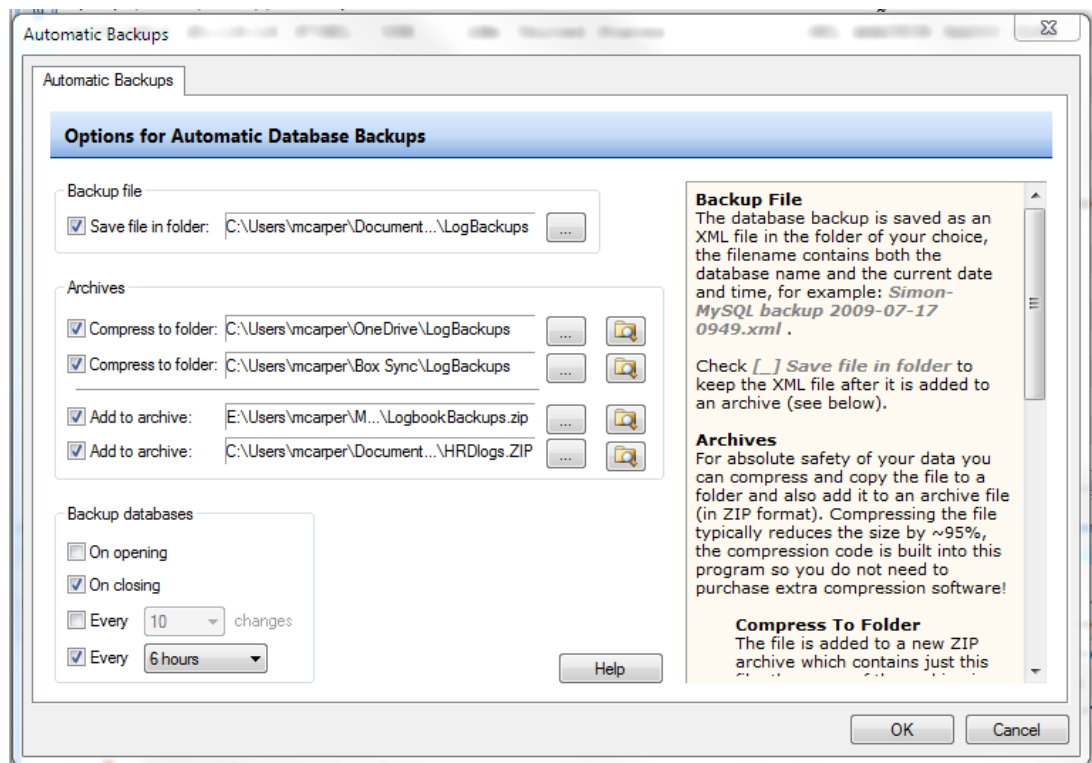 Automatic Backups
Automatic Backups
Options for Automatic Database Backups
Backup file
Save file in folder: C:\Users\mcarper\Document...\LogBackups ...
Archives
Compress to folder: C:\Users\mcarper\OneDrive\LogBackups ...
Compress to folder: C:\Users\mcarper\Box Sync\LogBackups ...
Add to archive: E:\Users\mcarper\M...\LogbookBackups.zip ...
Add to archive: C:\Users\mcarper\Document...\HRDlogs.ZIP ...
Backup databases
On opening
On closing
Every 10 changes
Every 6 hours
Help
Backup File
The database backup is saved as an
XML file in the folder of your choice,
the filename contains both the
database name and the current date
and time, for example: Simon-
MySQL backup 2009-07-17
0949.xml .
Check [_] Save file in folder to
keep the XML file after it is added to
an archive (see below).
Archives
For absolute safety of your data you
can compress and copy the file to a
folder and also add it to an archive file
(in ZIP format). Compressing the file
typically reduces the size by ~95%,
the compression code is built into this
program so you do not need to
purchase extra compression software!
Compress To Folder
The file is added to a new ZIP
archive which contains just this
OK Cancel